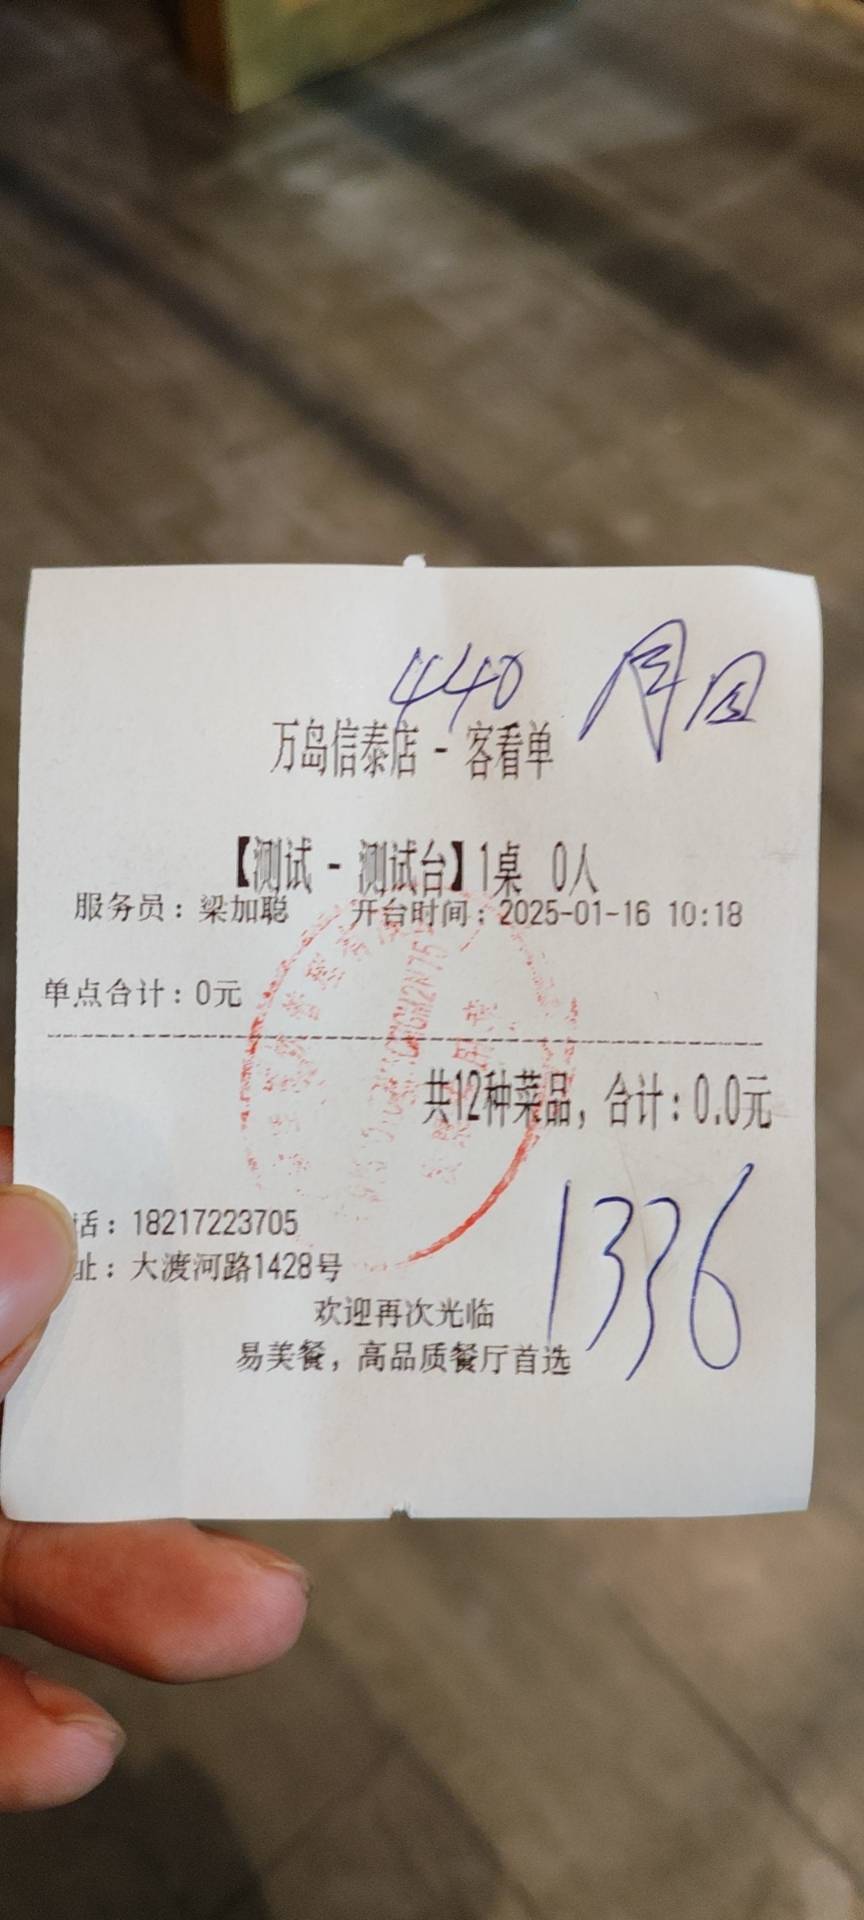 440
万岛信泰店 - 客看单
【测试 - 测试台】1桌 0人
服务员：梁加聪 开台时间：2025-01-16 10:18
单点合计：0元
共12种菜品，合计：0.0元
1336
话：18217223705
址：大渡河路1428号
欢迎再次光临
易美餐，高品质餐厅首选